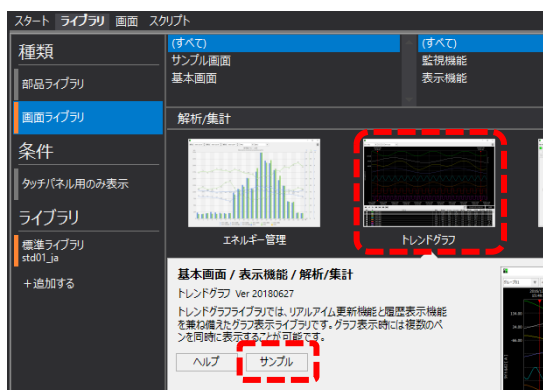 スタート ライブラリ 画面 スクリプト
種類
部品ライブラリ
画面ライブラリ
条件
タッチパネル用のみ表示
ライブラリ
標準ライブラリ
std01_ja
+追加する
(すべて)
サンプル画面
基本画面
(すべて)
監視機能
表示機能
解析/集計
エネルギー管理
トレンドグラフ
基本画面 / 表示機能 / 解析/集計
トレンドグラフ Ver 20180627
トレンドグラフライブラリでは、リアルタイム更新機能と履歴表示機能
を兼ね備えたグラフ表示ライブラリです。グラフ表示時には複数のペ
ンを同時に表示することが可能です。
ヘルプ
サンプル